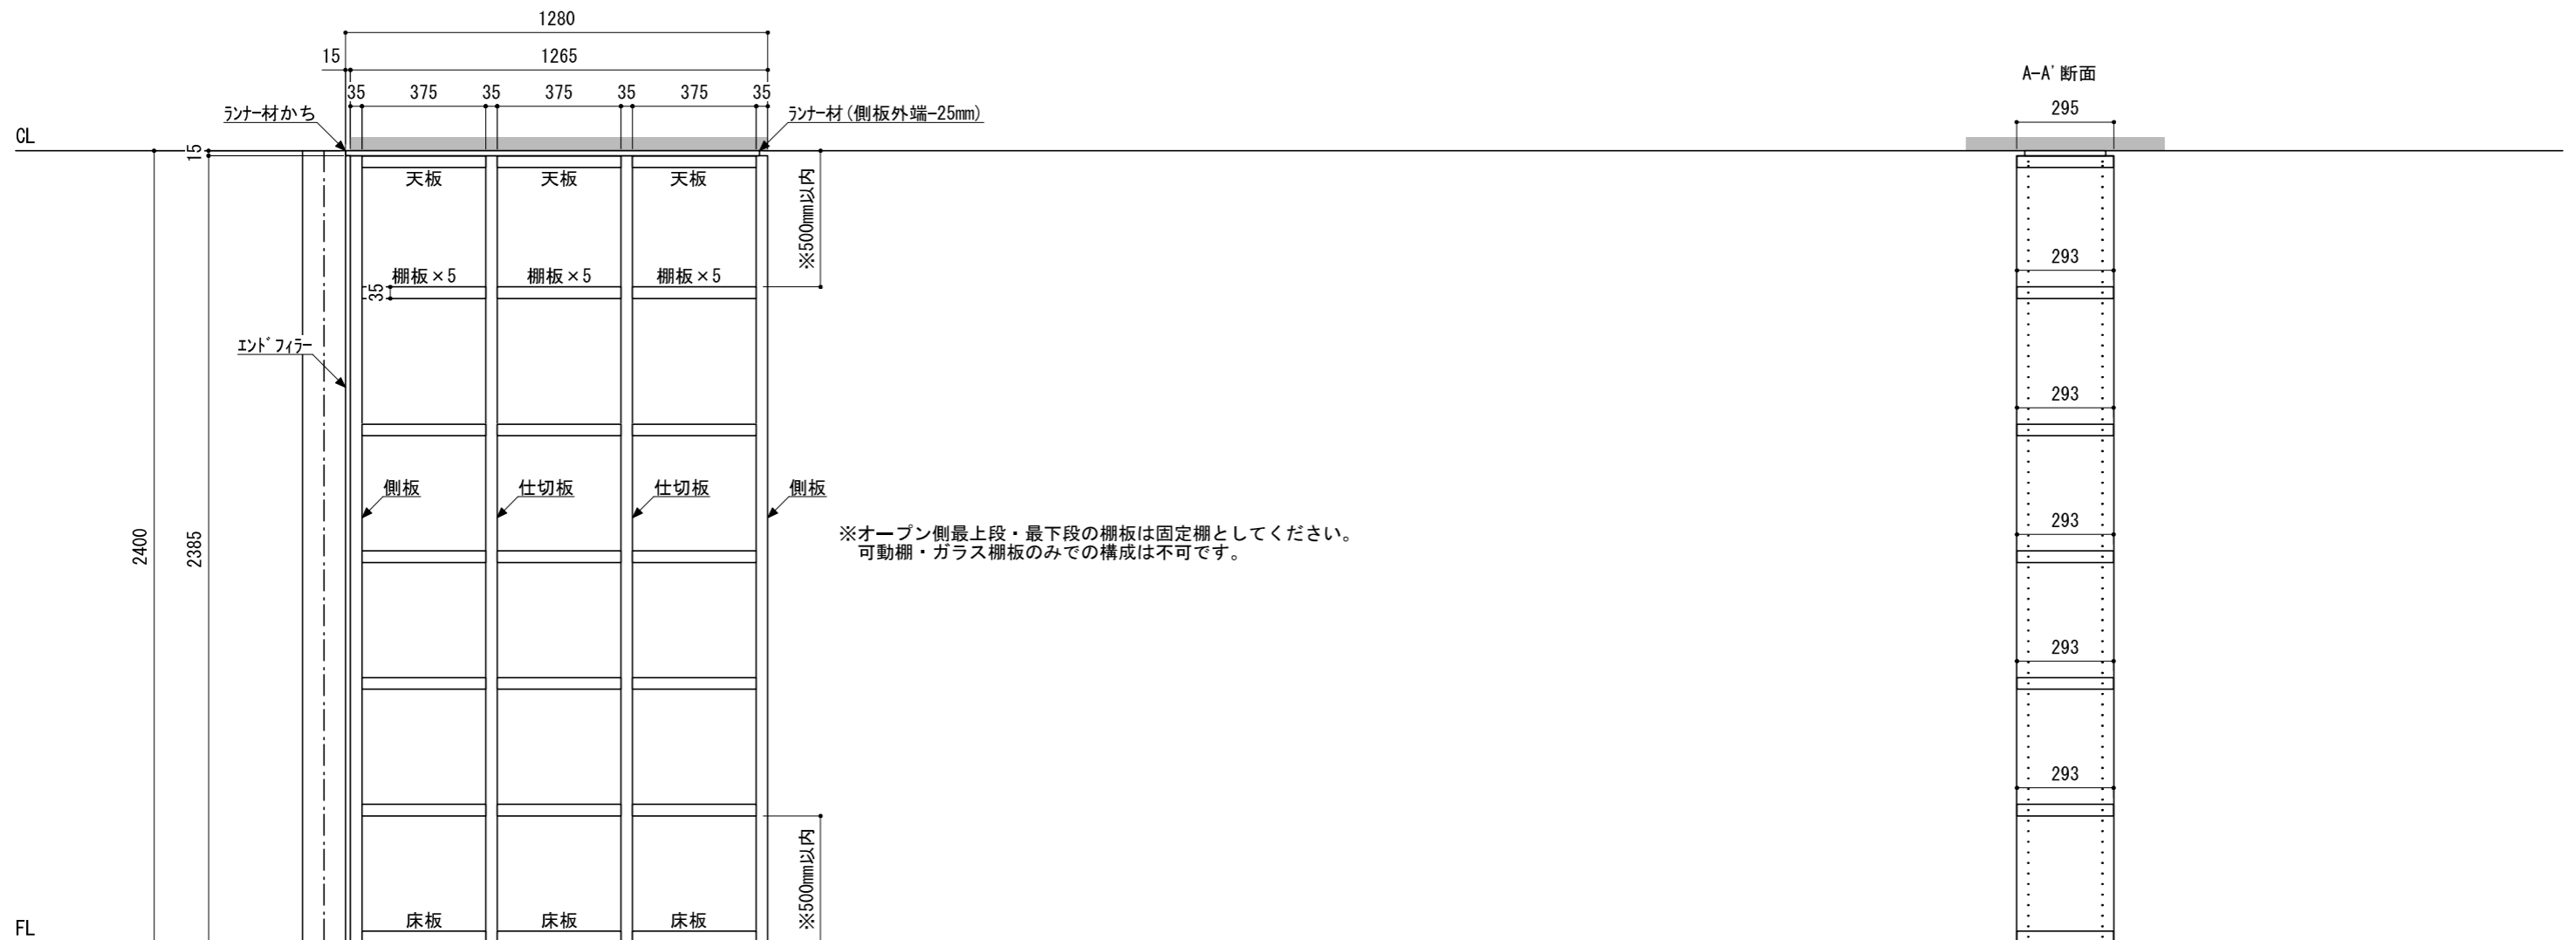 1280
15
1265
A-A' 断面
35
375
35
375
35
375
35
295
ランナー材かち
ランナー材(側板外端-25mm)
CL
15
天板
天板
天板
※500mm以内
293
棚板×5
棚板×5
棚板×5
35
エンドフィラー
293
側板
仕切板
仕切板
側板
2400
2385
※オープン側最上段・最下段の棚板は固定棚としてください。
可動棚・ガラス棚板のみでの構成は不可です。
293
293
293
※500mm以内
床板
床板
床板
FL